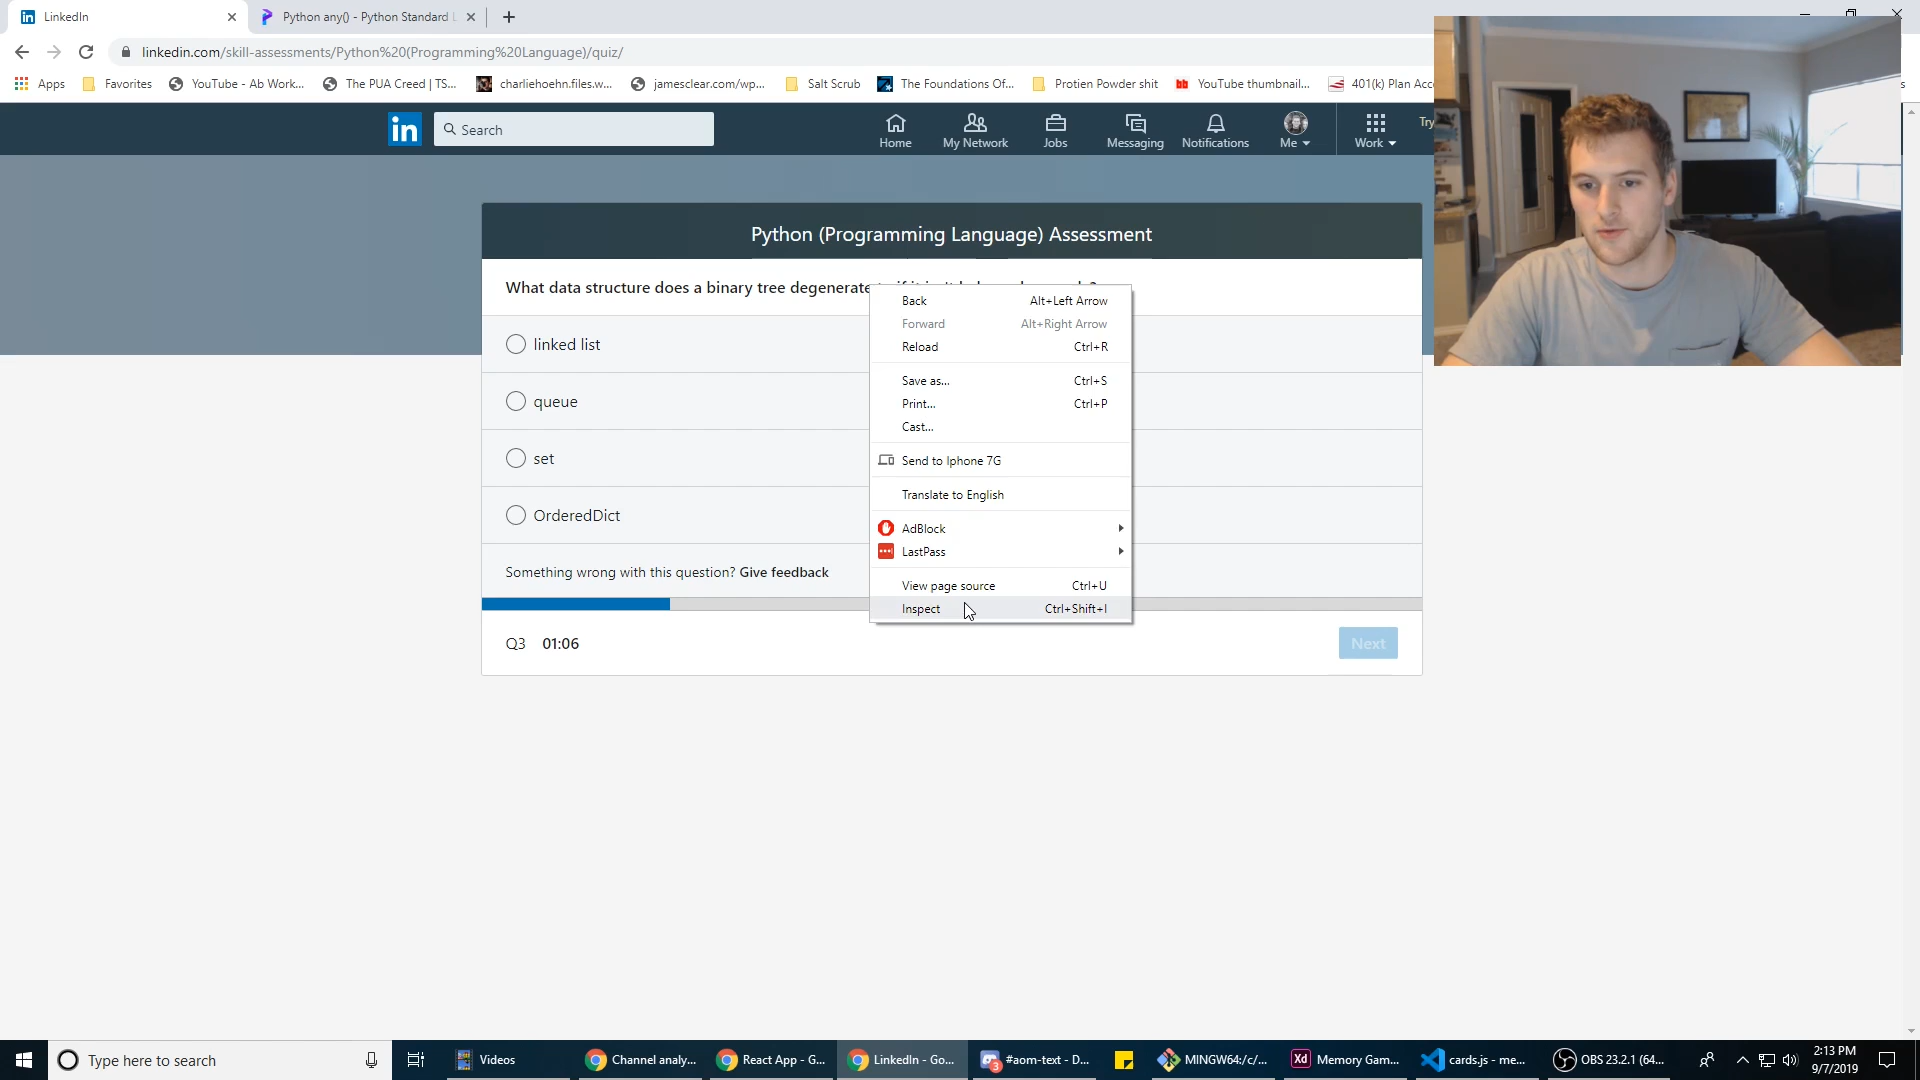 LinkedIn
Python any() - Python Standard L
linkedin.com/skill-assessments/Python%20(Programming%20Language)/quiz/
Apps
Favorites
YouTube - Ab Work...
The PUA Creed | TS...
charliehoehn.files.w...
jamesclear.com/wp...
Salt Scrub
The Foundations Of...
Protien Powder shit
YouTube thumbnail...
401(k) Plan Acc
in
Search
Home
My Network
Jobs
Messaging
Notifications
Me
Work
Try
Python (Programming Language) Assessment
What data structure does a binary tree degenerate
linked list
queue
set
OrderedDict
Something wrong with this question? Give feedback
Back Alt+Left Arrow
Forward Alt+Right Arrow
Reload Ctrl+R
Save as... Ctrl+S
Print... Ctrl+P
Cast...
Send to Iphone 7G
Translate to English
AdBlock
LastPass
View page source Ctrl+U
Inspect Ctrl+Shift+I
Q3 01:06
Next
Type here to search
Videos
Channel analy...
React App - G...
LinkedIn - Go...
3
#aom-text - D...
MINGW64:/c/...
Xd
Memory Gam...
cards.js - me...
OBS 23.2.1 (64...
2:13 PM
9/7/2019